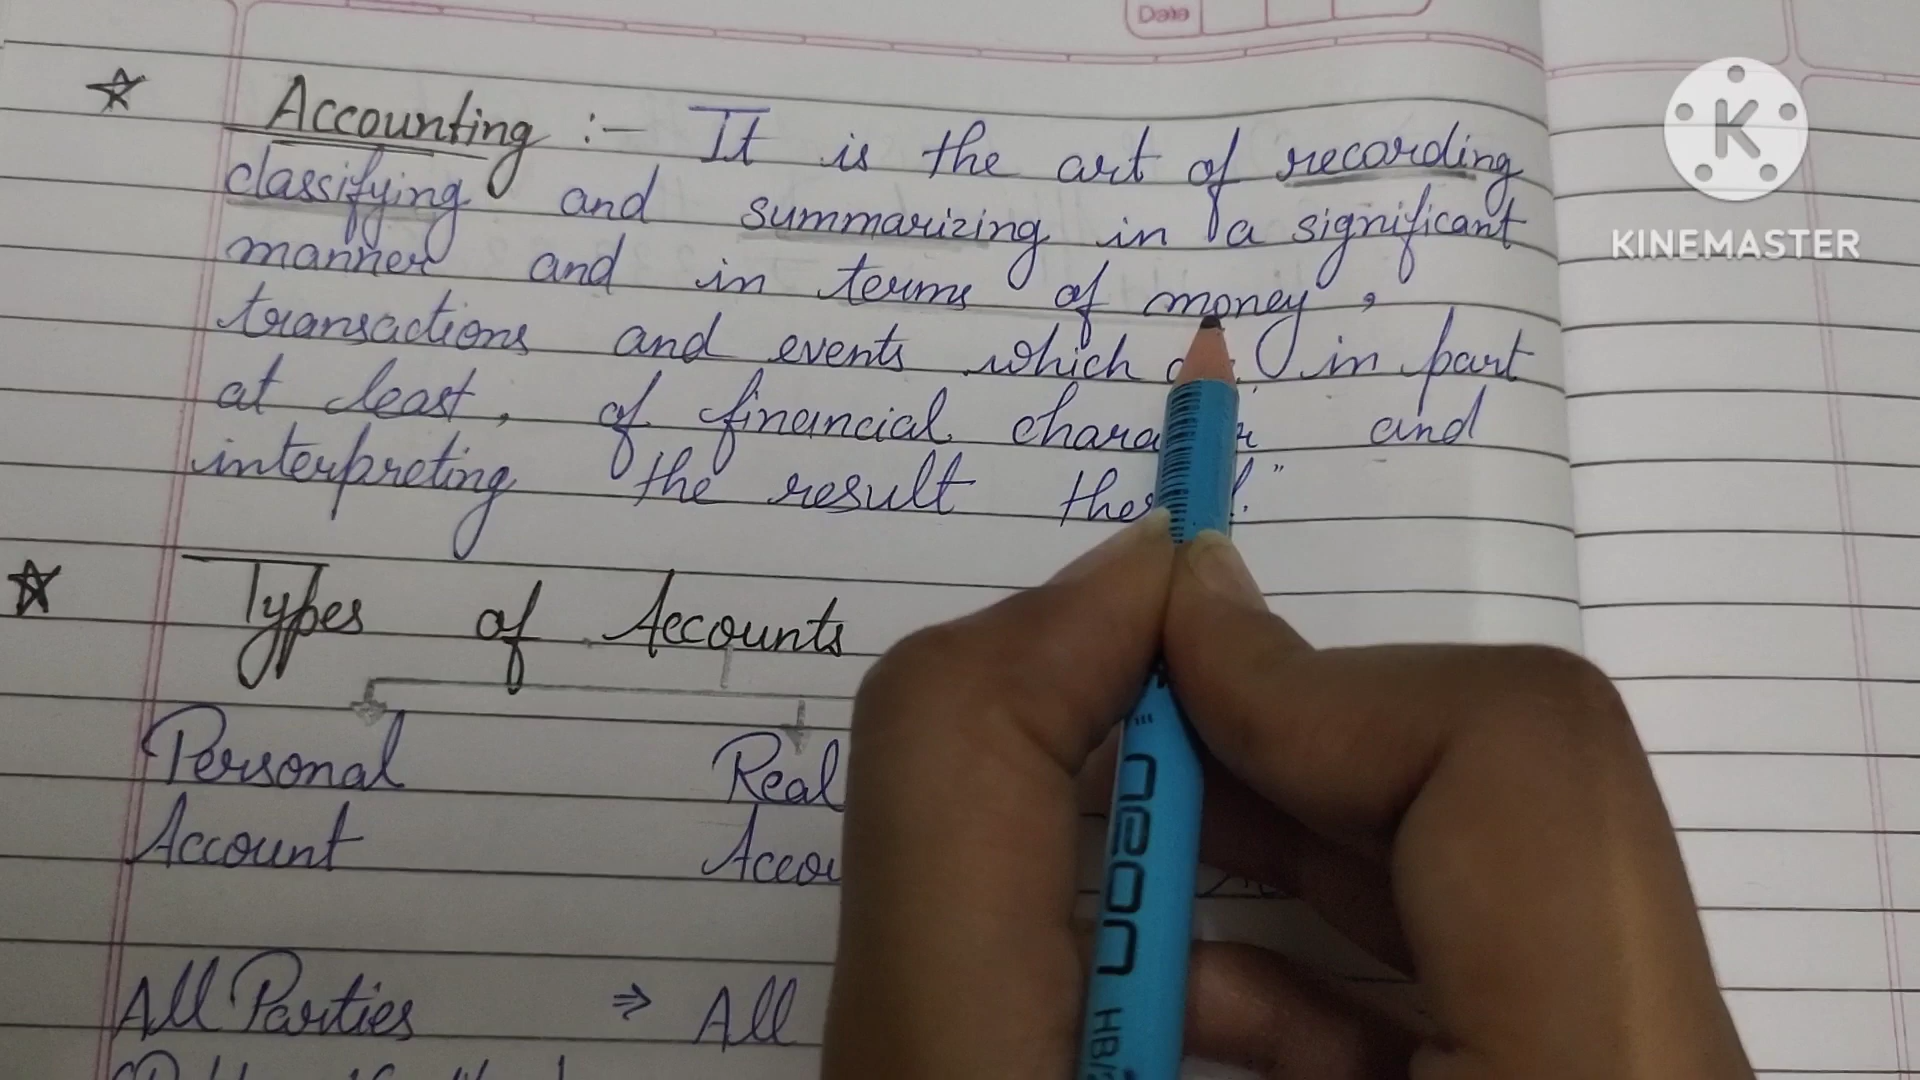 Date
Accounting :- It is the art of recording
classifying and summarizing in a significant
manner and in terms of money,
transactions and events which in part
at least, of financial and
interpreting the result
Types of Accounts
Personal Real
Account
All Parties ⇒ All
K
KINEMASTER
neon
HB/2